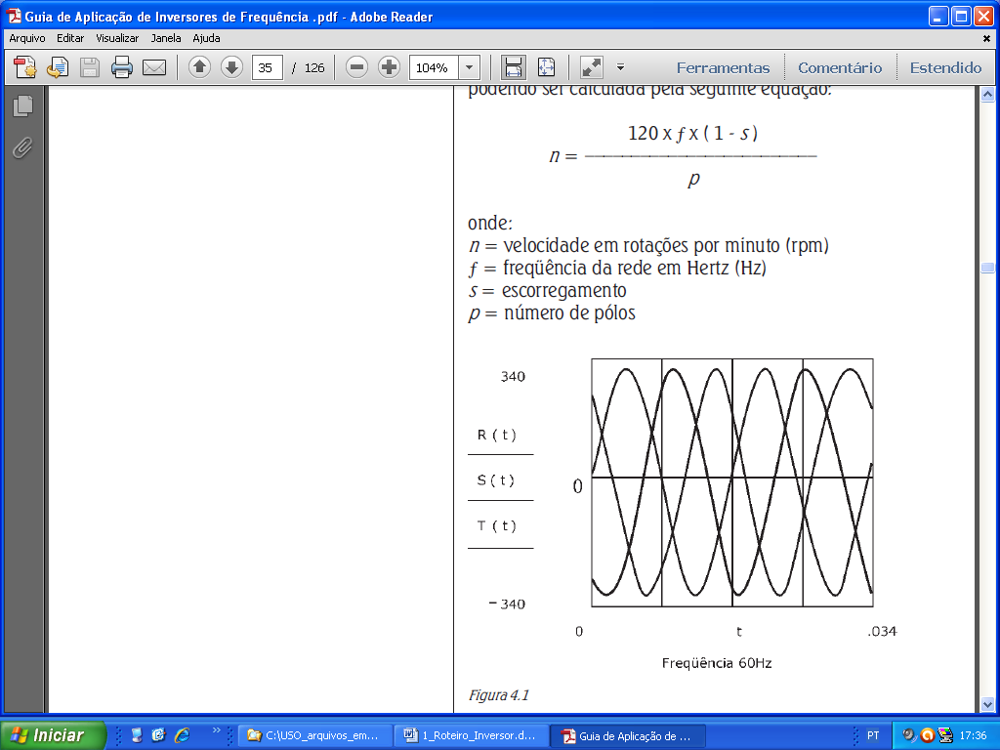 Guia de Aplicação de Inversores de Frequência .pdf - Adobe Reader
Arquivo Editar Visualizar Janela Ajuda
35 / 126 104% Ferramentas Comentário Estendido
podendo ser calculada pela seguinte equação:
120 x ƒ x ( 1 - s )
n = ————————————
p
onde:
n = velocidade em rotações por minuto (rpm)
ƒ = freqüência da rede em Hertz (Hz)
s = escorregamento
p = número de pólos
340
R ( t )
S ( t )
0
T ( t )
– 340
0 t .034
Freqüência 60Hz
Figura 4.1
Iniciar » C:\USO_arquivos_em... 1_Roteiro_Inversor.d... Guia de Aplicação de ... PT 17:36